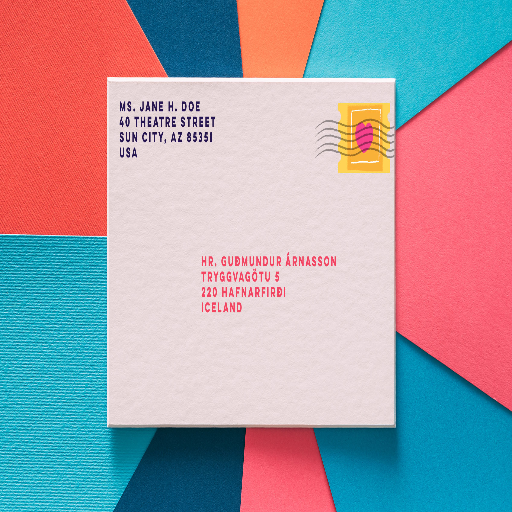 MS. JANE H. DOE
40 THEATRE STREET
SUN CITY, AZ 85351
USA
HR. GUÐMUNDUR ÁRNASSON
TRYGGVAGÖTU 5
220 HAFNARFIRÐI
ICELAND